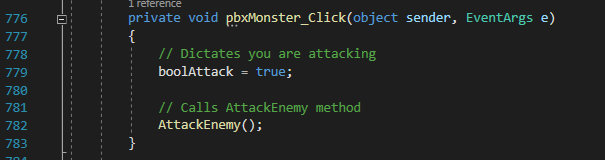 1 reference
776 private void pbxMonster_Click(object sender, EventArgs e)
777 {
778 // Dictates you are attacking
779 boolAttack = true;
780
781 // Calls AttackEnemy method
782 AttackEnemy();
783 }